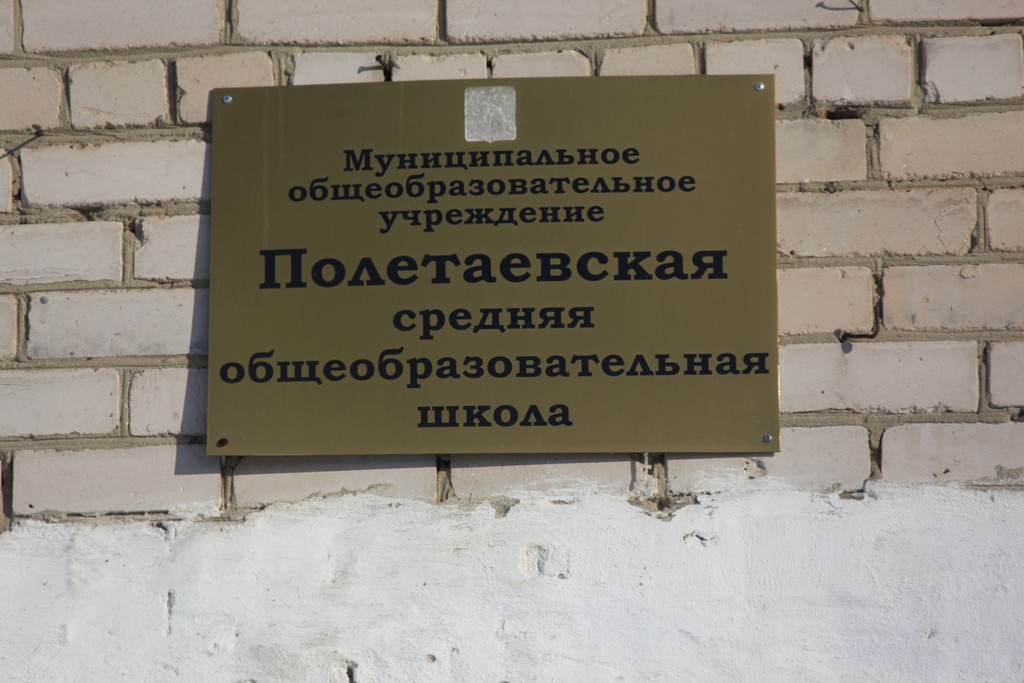 Муниципальное
общеобразовательное
учреждение
Полетаевская
средняя
общеобразовательная
школа